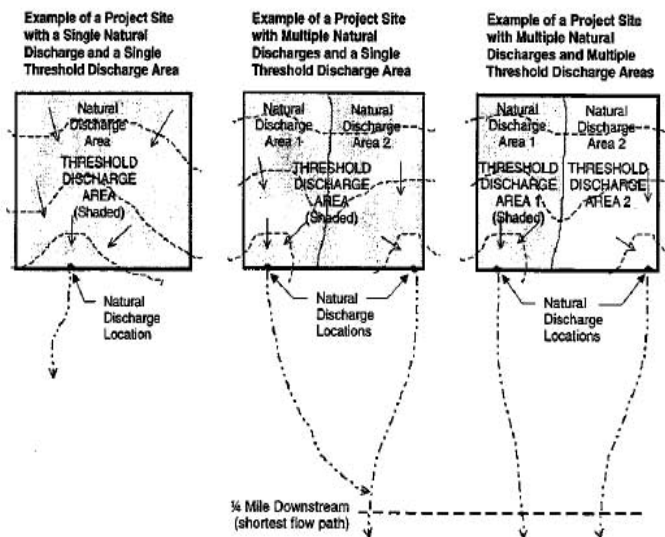 Example of a Project Site
with a Single Natural
Discharge and a Single
Threshold Discharge Area
Natural
Discharge
Area
THRESHOLD
DISCHARGE
AREA
(Shaded)
Natural
Discharge
Location
Example of a Project Site
with Multiple Natural
Discharges and a Single
Threshold Discharge Area
Natural
Discharge
Area 1
Natural
Discharge
Area 2
THRESHOLD
DISCHARGE
AREA
(Shaded)
Natural
Discharge
Locations
Example of a Project Site
with Multiple Natural
Discharges and Multiple
Threshold Discharge Areas
Natural
Discharge
Area 1
Natural
Discharge
Area 2
THRESHOLD
DISCHARGE
AREA 1
(Shaded)
THRESHOLD
DISCHARGE
AREA 2
Natural
Discharge
Locations
¼ Mile Downstream
(shortest flow path)